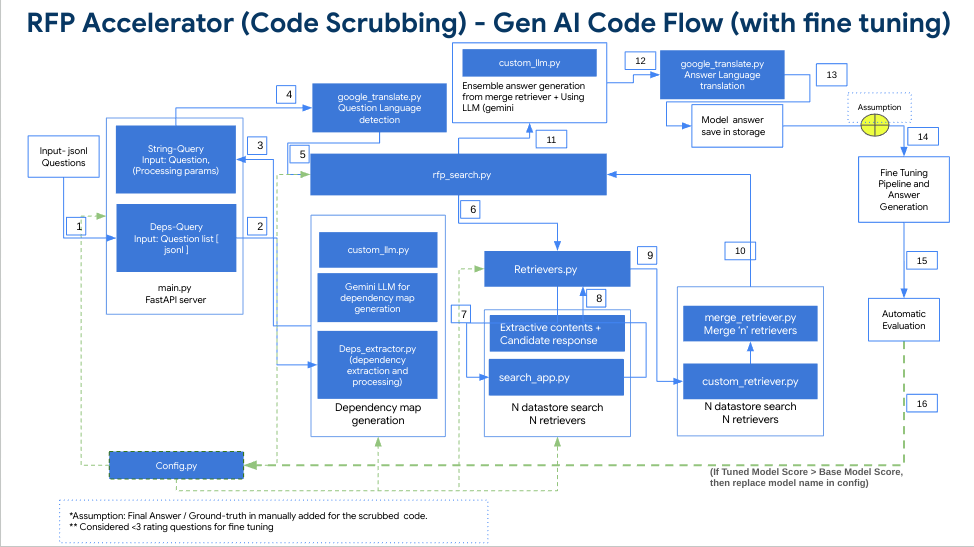 RFP Accelerator (Code Scrubbing) - Gen AI Code Flow (with fine tuning)
custom_llm.py
Ensemble answer generation
from merge retriever + Using
LLM (gemini
12
google_translate.py
Answer Language
translation
13
4
google_translate.py
Question Language
detection
Model answer
save in storage
Assumption
14
Input- jsonl
Questions
String-Query
Input: Question,
(Processing params)
3
5
11
rfp_search.py
Fine Tuning
Pipeline and
Answer
Generation
1
Deps-Query
Input: Question list [
jsonl ]
2
6
main.py
FastAPI server
custom_llm.py
Gemini LLM for
dependency map
generation
Deps_extractor.py
(dependency
extraction and
processing)
Dependency map
generation
Retrievers.py
9
10
15
7
8
Extractive contents +
Candidate response
search_app.py
N datastore search
N retrievers
merge_retriever.py
Merge 'n' retrievers
custom_retriever.py
N datastore search
N retrievers
Automatic
Evaluation
16
Config.py
(If Tuned Model Score > Base Model Score,
then replace model name in config)
*Assumption: Final Answer / Ground-truth in manually added for the scrubbed code.
** Considered <3 rating questions for fine tuning